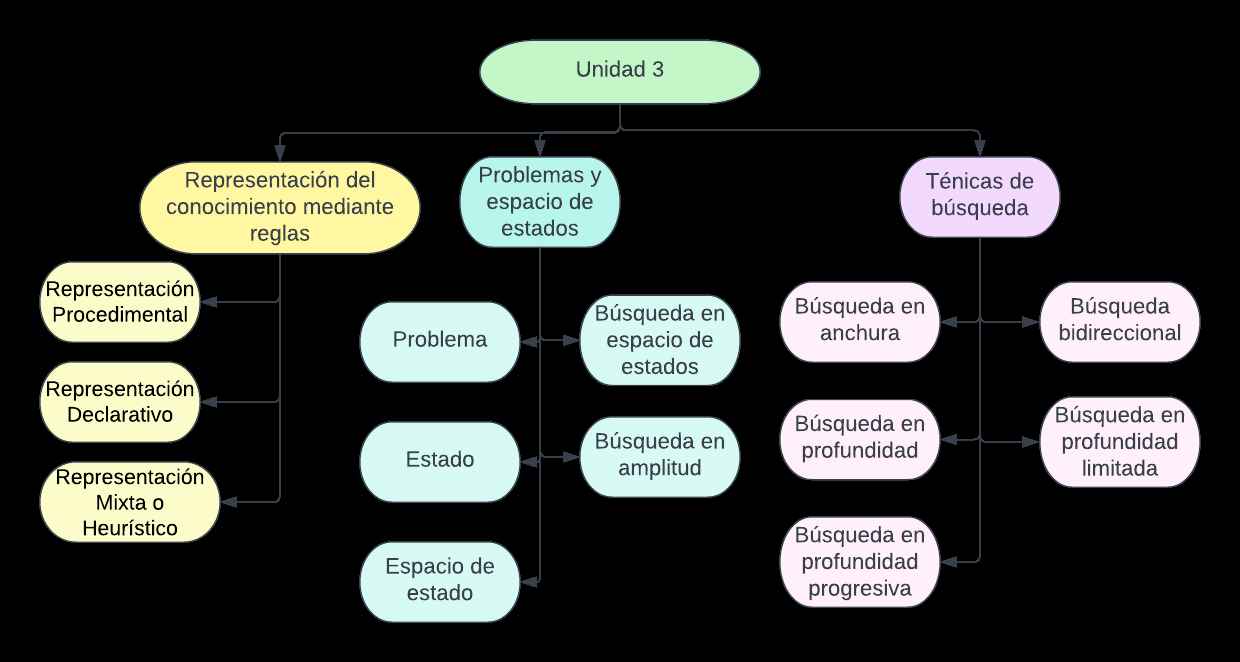 Unidad 3
Representación del
conocimiento mediante
reglas
Problemas y
espacio de
estados
Ténicas de
búsqueda
Representación
Procedimental
Representación
Declarativo
Representación
Mixta o
Heurístico
Problema
Estado
Espacio de
estado
Búsqueda en
espacio de
estados
Búsqueda en
amplitud
Búsqueda en
anchura
Búsqueda en
profundidad
Búsqueda en
profundidad
progresiva
Búsqueda
bidireccional
Búsqueda en
profundidad
limitada